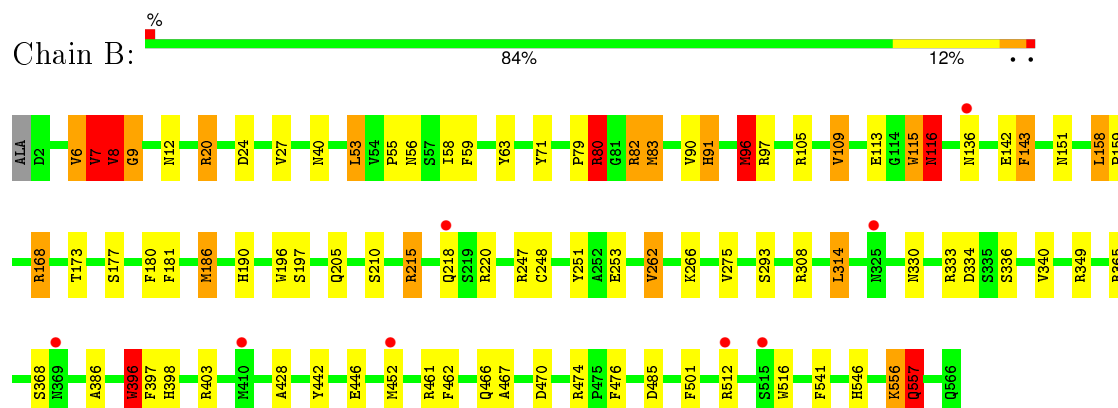 %
Chain B:
84% 12% • •
ALA D2 V6 V7 V8 G9 N12 R20 D24 V27 N40 L53 V54 P55 N56 S57 I58 F59 Y63 Y71 P79 R80 G81 R82 M83 V90 H91 M96 R97 R105 V109 E113 G114 W115 N116 N136 E142 F143 N151 L158
R168 T173 S177 F180 F181 M186 H190 W196 S197 Q205 S210 R215 Q218 S219 R220 R247 C248 Y251 A252 E253 V262 K266 V275 S293 R308 L314 N325 N330 R333 D334 S335 S336 V340 R349
S368 N369 A386 W396 F397 H398 R403 M410 A428 Y442 E446 M452 R461 F462 Q466 A467 D470 R474 P475 F476 D485 F501 R512 S515 W516 F541 H546 K556 Q557 Q566